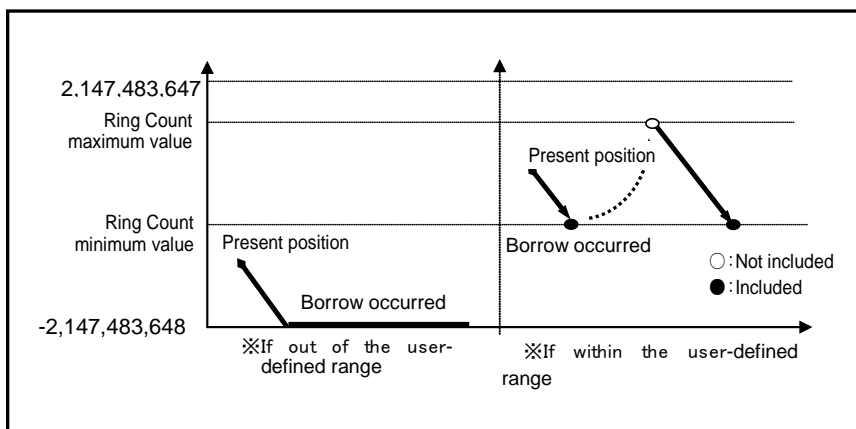 2,147,483,647
Ring Count
maximum value
Present position
Ring Count
minimum value
Present position
Borrow occurred
○:Not included
●:Included
Borrow occurred
-2,147,483,648
※If out of the user-
defined range
※If within the user-defined
range